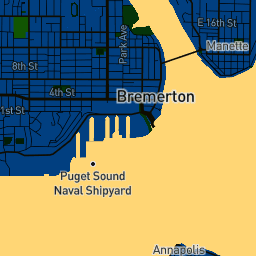 Park Ave
E 16th St
Manette
8th St
4th St
1st St
Bremerton
Puget Sound
Naval Shipyard
Annapolis